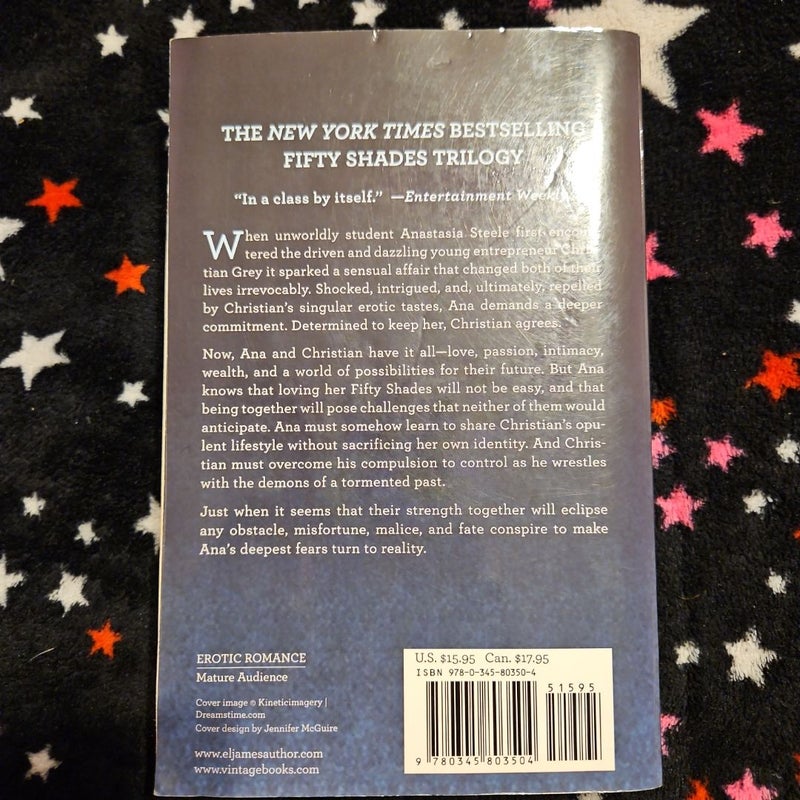 THE NEW YORK TIMES BESTSELLING
FIFTY SHADES TRILOGY
“In a class by itself.” —Entertainment Weekly
When unworldly student Anastasia Steele first encoun-
tered the driven and dazzling young entrepreneur Chris-
tian Grey it sparked a sensual affair that changed both of their
lives irrevocably. Shocked, intrigued, and, ultimately, repelled
by Christian’s singular erotic tastes, Ana demands a deeper
commitment. Determined to keep her, Christian agrees.
Now, Ana and Christian have it all—love, passion, intimacy,
wealth, and a world of possibilities for their future. But Ana
knows that loving her Fifty Shades will not be easy, and that
being together will pose challenges that neither of them would
anticipate. Ana must somehow learn to share Christian’s opu-
lent lifestyle without sacrificing her own identity. And Chris-
tian must overcome his compulsion to control as he wrestles
with the demons of a tormented past.
Just when it seems that their strength together will eclipse
any obstacle, misfortune, malice, and fate conspire to make
Ana’s deepest fears turn to reality.
EROTIC ROMANCE
Mature Audience
Cover image © Kineticimagery |
Dreamstime.com
Cover design by Jennifer McGuire
www.eljamesauthor.com
www.vintagebooks.com
U.S. $15.95 Can. $17.95
ISBN 978-0-345-80350-4
51595
9 780345 803504